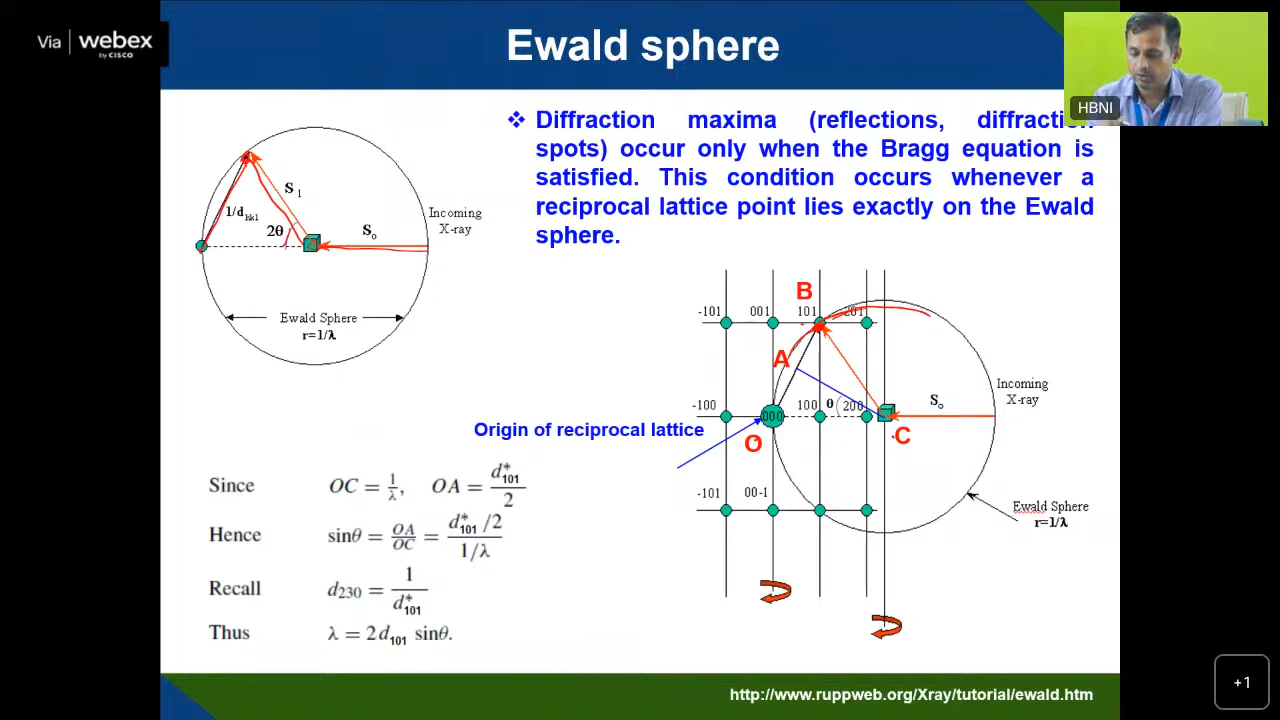 Via webex
by CISCO
Ewald sphere
HBNI
❖ Diffraction maxima (reflections, diffraction
spots) occur only when the Bragg equation is
satisfied. This condition occurs whenever a
reciprocal lattice point lies exactly on the Ewald
sphere.
S1
1/dhkl
2θ
So
Incoming
X-ray
Ewald Sphere
r=1/λ
B
-101 001 101 201
A
-100 000 100 θ 200
So
Incoming
X-ray
O
C
Origin of reciprocal lattice
-101 00-1
Ewald Sphere
r=1/λ
Since OC = 1/λ, OA = d*101/2
Hence sinθ = OA/OC = (d*101/2)/(1/λ)
Recall d230 = 1/d*101
Thus λ = 2d101 sinθ.
http://www.ruppweb.org/Xray/tutorial/ewald.htm
+1